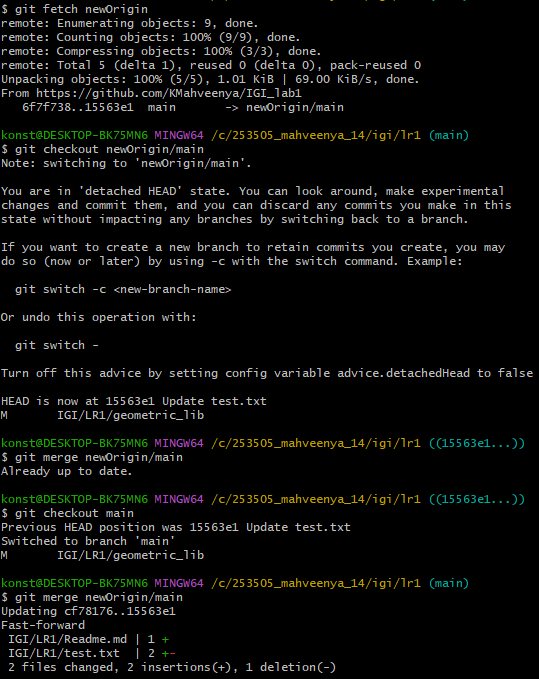 $ git fetch newOrigin
remote: Enumerating objects: 9, done.
remote: Counting objects: 100% (9/9), done.
remote: Compressing objects: 100% (3/3), done.
remote: Total 5 (delta 1), reused 0 (delta 0), pack-reused 0
Unpacking objects: 100% (5/5), 1.01 KiB | 69.00 KiB/s, done.
From https://github.com/KMahveenya/IGI_lab1
   6f7f738..15563e1  main       -> newOrigin/main

konst@DESKTOP-BK75MN6 MINGW64 /c/253505_mahveenya_14/igi/lr1 (main)
$ git checkout newOrigin/main
Note: switching to 'newOrigin/main'.

You are in 'detached HEAD' state. You can look around, make experimental
changes and commit them, and you can discard any commits you make in this
state without impacting any branches by switching back to a branch.

If you want to create a new branch to retain commits you create, you may
do so (now or later) by using -c with the switch command. Example:

  git switch -c <new-branch-name>

Or undo this operation with:

  git switch -

Turn off this advice by setting config variable advice.detachedHead to false

HEAD is now at 15563e1 Update test.txt
M       IGI/LR1/geometric_lib

konst@DESKTOP-BK75MN6 MINGW64 /c/253505_mahveenya_14/igi/lr1 ((15563e1...))
$ git merge newOrigin/main
Already up to date.

konst@DESKTOP-BK75MN6 MINGW64 /c/253505_mahveenya_14/igi/lr1 ((15563e1...))
$ git checkout main
Previous HEAD position was 15563e1 Update test.txt
Switched to branch 'main'
M       IGI/LR1/geometric_lib

konst@DESKTOP-BK75MN6 MINGW64 /c/253505_mahveenya_14/igi/lr1 (main)
$ git merge newOrigin/main
Updating cf78176..15563e1
Fast-forward
 IGI/LR1/Readme.md | 1 +
 IGI/LR1/test.txt  | 2 +-
 2 files changed, 2 insertions(+), 1 deletion(-)